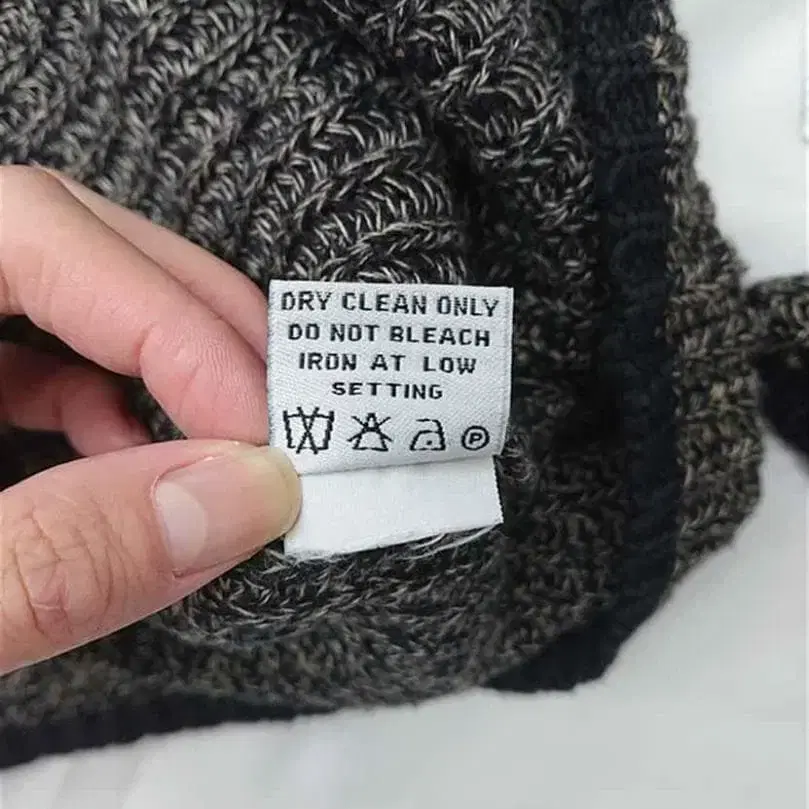 DRY CLEAN ONLY
DO NOT BLEACH
IRON AT LOW
SETTING
P